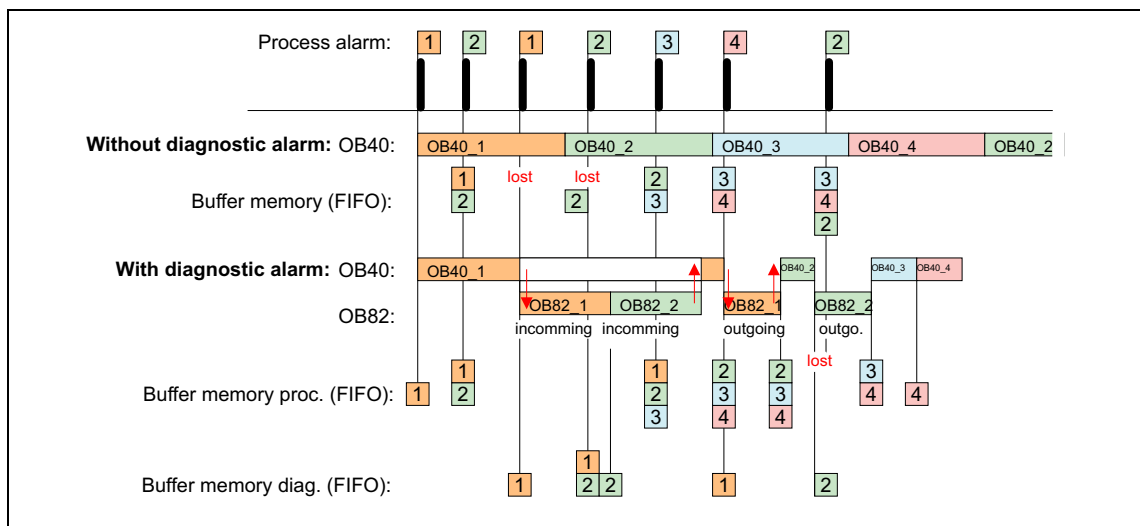 Process alarm: 1 2 1 2 3 4 2
Without diagnostic alarm: OB40: OB40_1 OB40_2 OB40_3 OB40_4 OB40_2
1 lost lost 2 3 3
Buffer memory (FIFO): 2 2 3 4 4
2
With diagnostic alarm: OB40: OB40_1 OB40_2 OB40_3 OB40_4
OB82: OB82_1 OB82_2 OB82_1 OB82_2
incomming incomming outgoing outgo.
lost
1 1 2 2 3
Buffer memory proc. (FIFO): 1 2 2 3 3 4 4
3 4 4
1
Buffer memory diag. (FIFO): 1 2 2 1 2